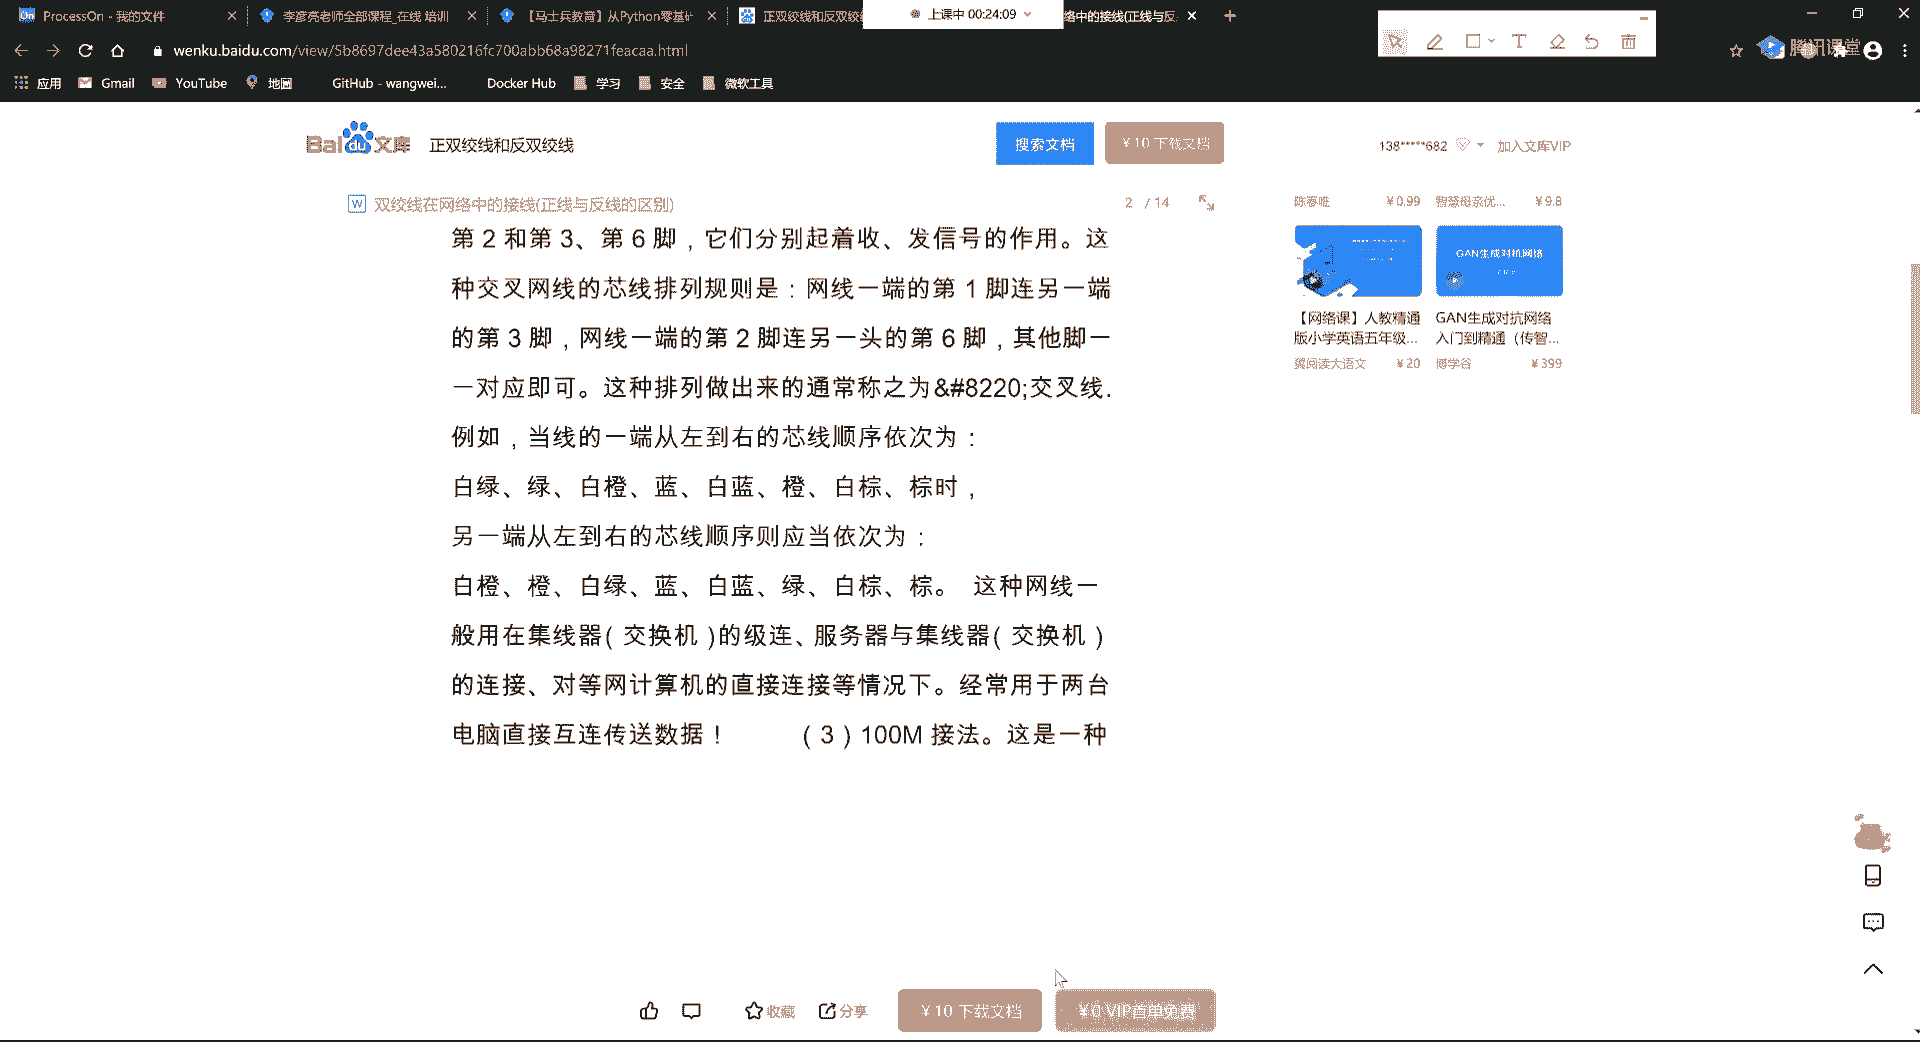 ProcessOn - 我的文件
李彦亮老师全部课程_在线 培训
【马士兵教育】从Python零基础
正双绞线和反双绞线
上课中 00:24:09
络中的接线(正线与反
wenku.baidu.com/view/5b8697dee43a580216fc700abb68a98271feacaa.html
腾讯课堂
应用 Gmail YouTube 地图 GitHub - wangwei... Docker Hub 学习 安全 微软工具
Bai du 文库 正双绞线和反双绞线 搜索文档 ¥10 下载文档 138*****682 加入文库VIP
双绞线在网络中的接线(正线与反线的区别) 2 / 14
第 2 和第 3、第 6 脚，它们分别起着收、发信号的作用。这
种交叉网线的芯线排列规则是：网线一端的第 1 脚连另一端
的第 3 脚，网线一端的第 2 脚连另一头的第 6 脚，其他脚一
一对应即可。这种排列做出来的通常称之为&#8220;交叉线.
例如，当线的一端从左到右的芯线顺序依次为：
白绿、绿、白橙、蓝、白蓝、橙、白棕、棕时，
另一端从左到右的芯线顺序则应当依次为：
白橙、橙、白绿、蓝、白蓝、绿、白棕、棕。 这种网线一
般用在集线器( 交换机 )的级连、服务器与集线器( 交换机 )
的连接、对等网计算机的直接连接等情况下。经常用于两台
电脑直接互连传送数据！ （3）100M 接法。这是一种
陈春唯 ¥0.99 智慧母亲优... ¥9.8
GAN生成对抗网络
【网络课】人教精通
版小学英语五年级...
翼阅读大语文 ¥20
GAN生成对抗网络
入门到精通（传智...
博学谷 ¥399
收藏 分享 ¥10 下载文档 ¥0 VIP首单免费